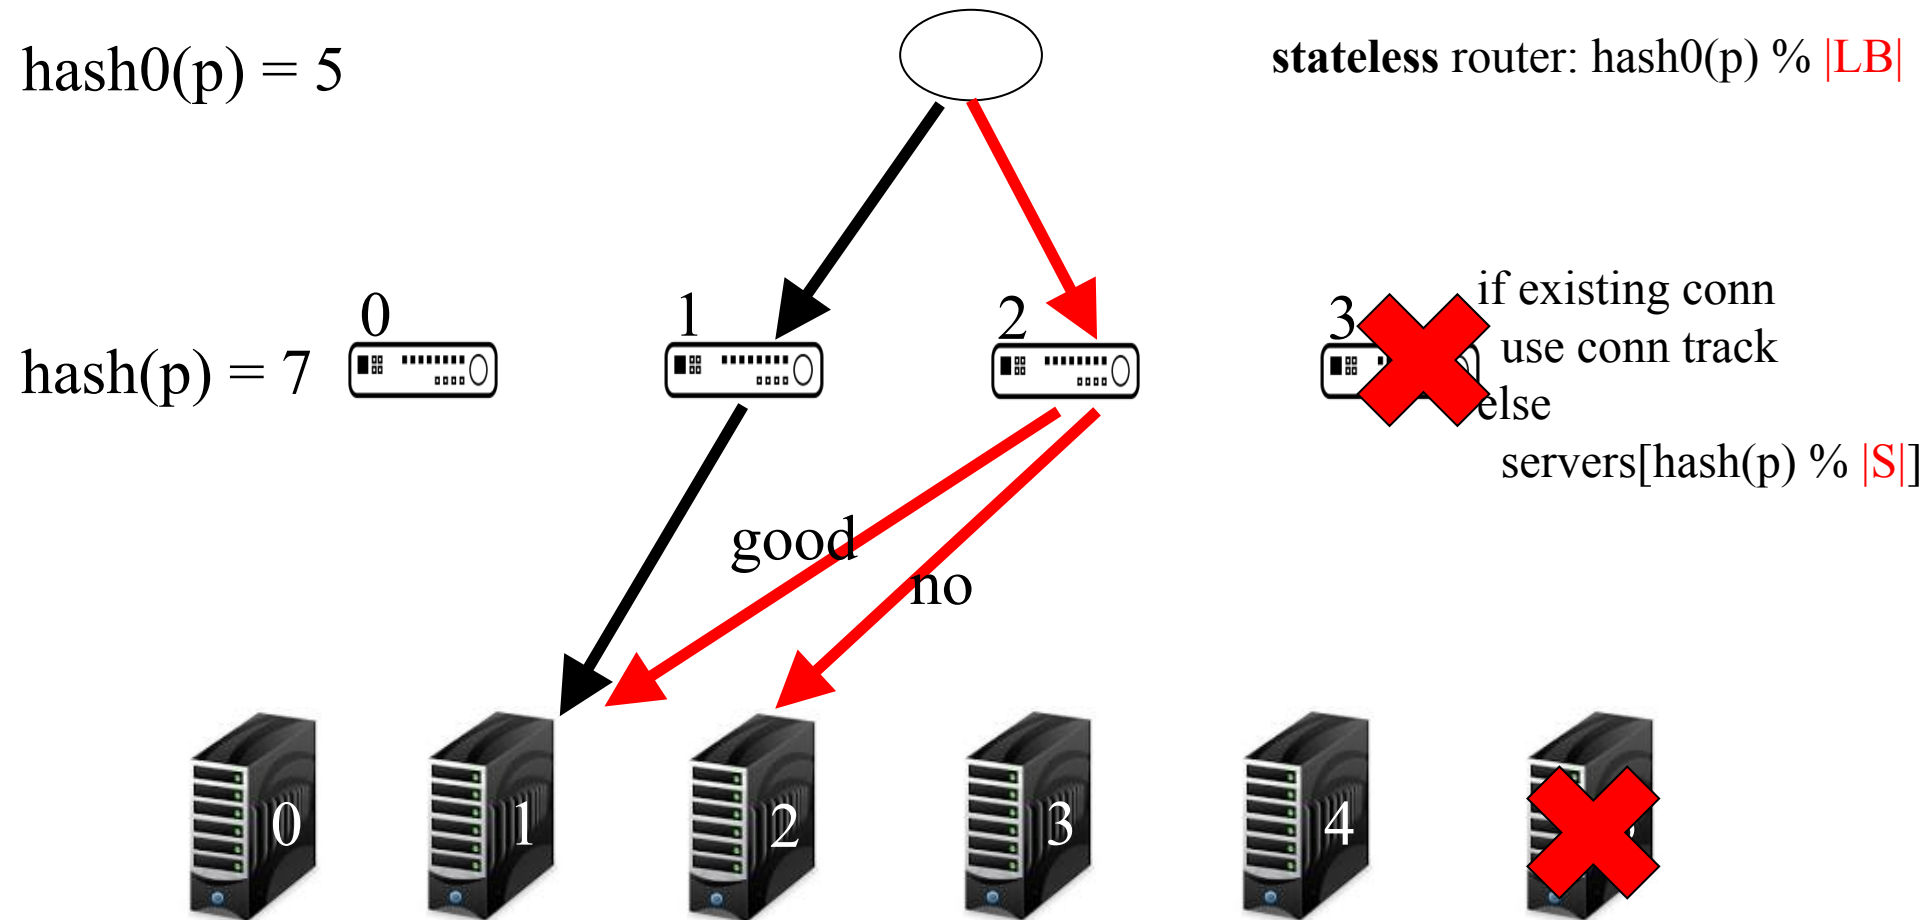 hash0(p) = 5
stateless router: hash0(p) % |LB|
0
1
2
3
if existing conn
hash(p) = 7
use conn track
else
servers[hash(p) % |S|]
good
no
0
1
2
3
4